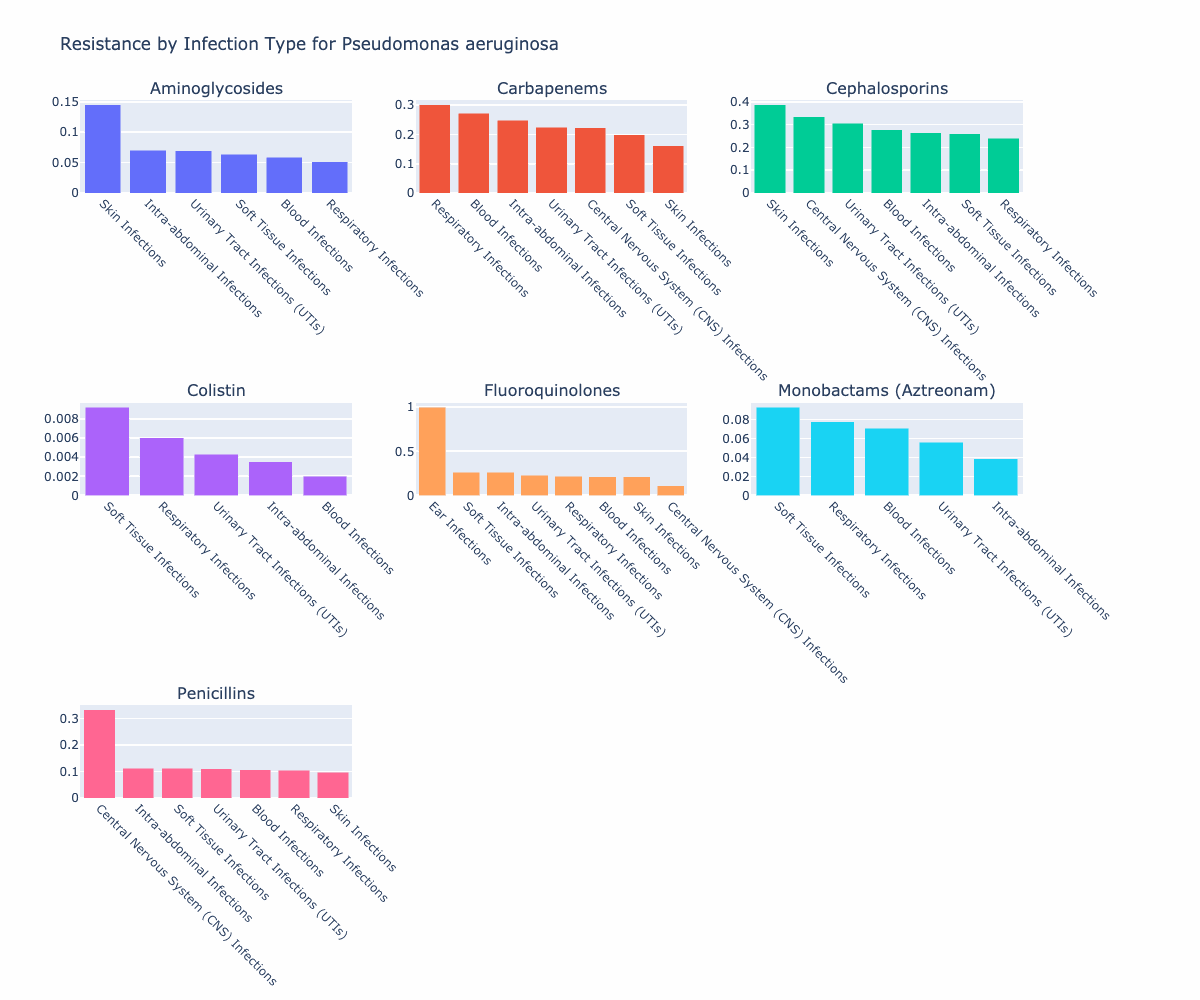 Resistance by Infection Type for Pseudomonas aeruginosa
Aminoglycosides
0.15
0.1
0.05
0
Skin Infections
Intra-abdominal Infections
Urinary Tract Infections (UTIs)
Soft Tissue Infections
Blood Infections
Respiratory Infections
Carbapenems
0.3
0.2
0.1
0
Respiratory Infections
Blood Infections
Intra-abdominal Infections
Urinary Tract Infections (UTIs)
Central Nervous System (CNS) Infections
Soft Tissue Infections
Skin Infections
Cephalosporins
0.4
0.3
0.2
0.1
0
Skin Infections
Central Nervous System (CNS) Infections
Urinary Tract Infections (UTIs)
Blood Infections
Intra-abdominal Infections
Soft Tissue Infections
Respiratory Infections
Colistin
0.008
0.006
0.004
0.002
0
Soft Tissue Infections
Respiratory Infections
Urinary Tract Infections (UTIs)
Intra-abdominal Infections
Blood Infections
Fluoroquinolones
1
0.5
0
Ear Infections
Soft Tissue Infections
Intra-abdominal Infections
Urinary Tract Infections (UTIs)
Respiratory Infections
Blood Infections
Skin Infections
Central Nervous System (CNS) Infections
Monobactams (Aztreonam)
0.08
0.06
0.04
0.02
0
Soft Tissue Infections
Respiratory Infections
Blood Infections
Urinary Tract Infections (UTIs)
Intra-abdominal Infections
Penicillins
0.3
0.2
0.1
0
Central Nervous System (CNS) Infections
Intra-abdominal Infections
Soft Tissue Infections
Urinary Tract Infections (UTIs)
Blood Infections
Respiratory Infections
Skin Infections